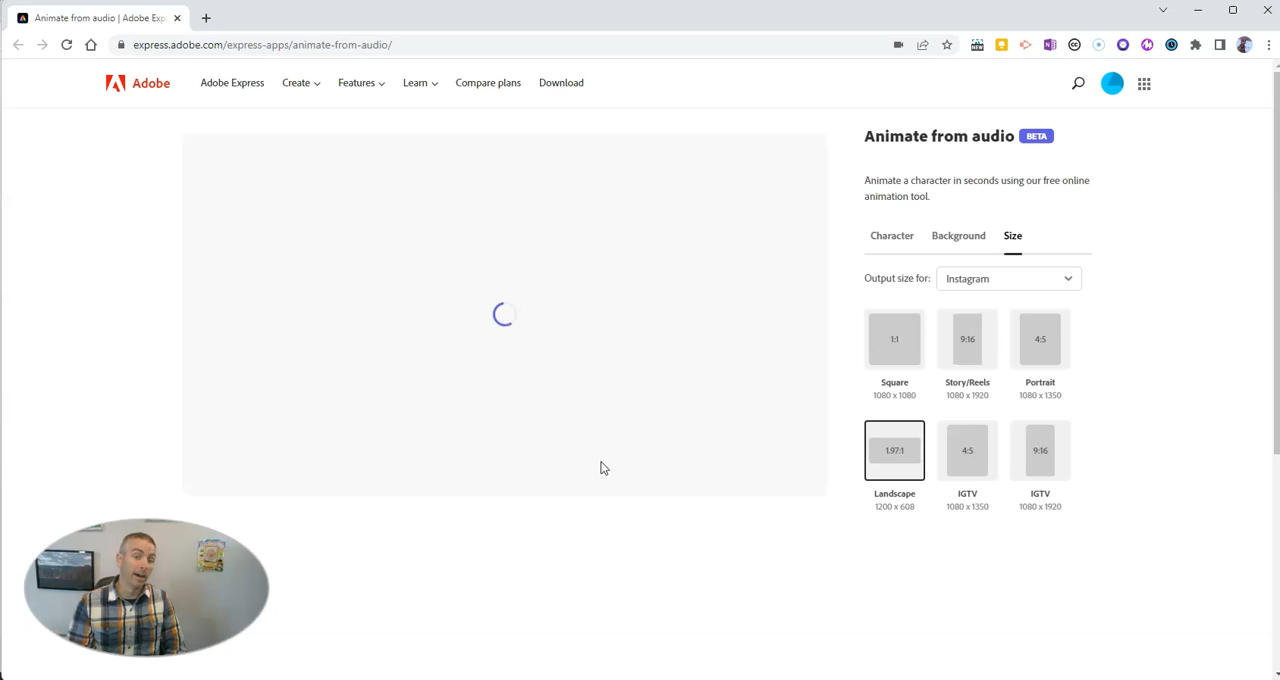 Animate from audio | Adobe Exp
express.adobe.com/express-apps/animate-from-audio/
NEW
Adobe
Adobe Express
Create
Features
Learn
Compare plans
Download
Animate from audio BETA
Animate a character in seconds using our free online
animation tool.
Character Background Size
Output size for: Instagram
1:1 9:16 4:5
Square Story/Reels Portrait
1080 x 1080 1080 x 1920 1080 x 1350
1.97:1 4:5 9:16
Landscape IGTV IGTV
1200 x 608 1080 x 1350 1080 x 1920